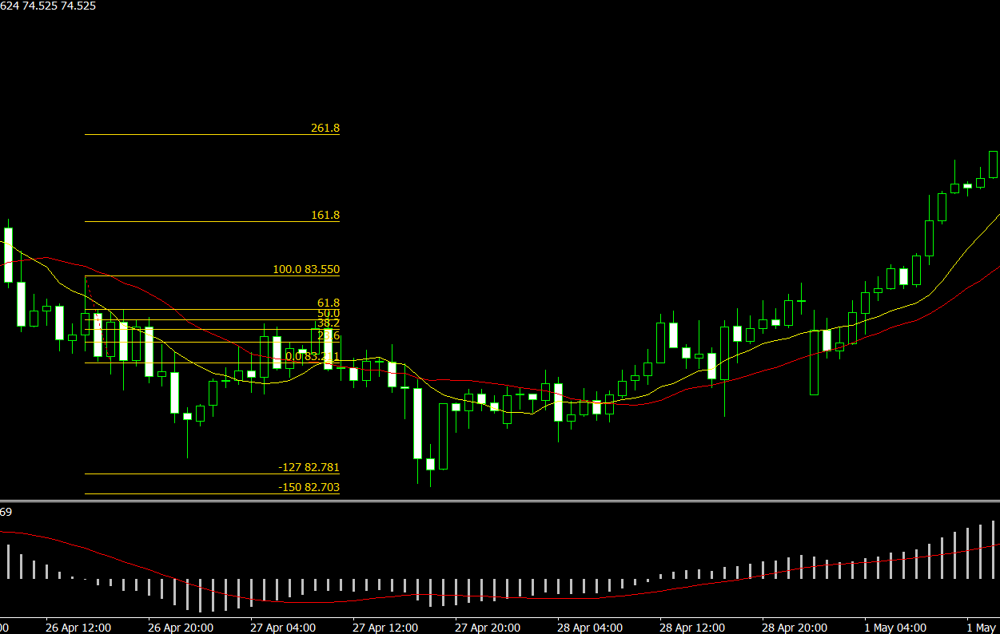 624 74.525 74.525
261.8
161.8
100.0 83.550
61.8
50.0
38.2
23.6
0.0 83.211
-127 82.781
-150 82.703
69
00
26 Apr 12:00
26 Apr 20:00
27 Apr 04:00
27 Apr 12:00
27 Apr 20:00
28 Apr 04:00
28 Apr 12:00
28 Apr 20:00
1 May 04:00
1 May